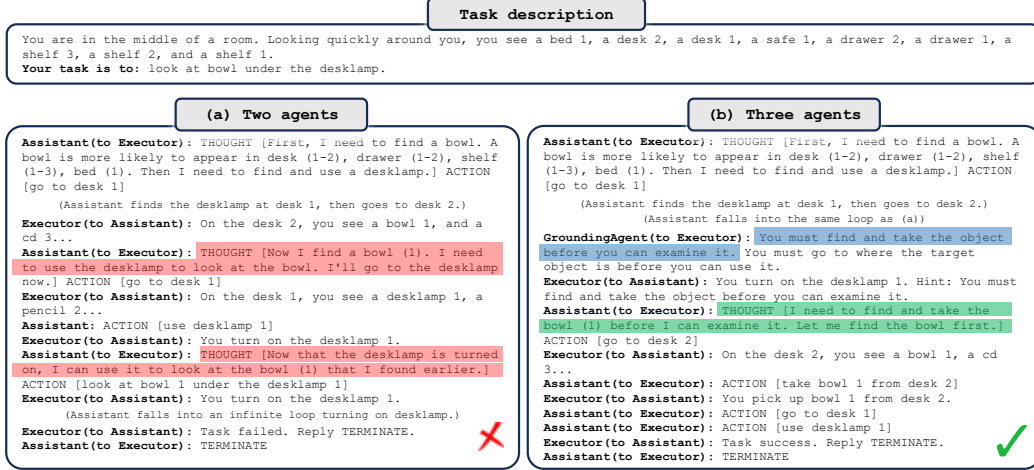 Task description
You are in the middle of a room. Looking quickly around you, you see a bed 1, a desk 2, a desk 1, a safe 1, a drawer 2, a drawer 1, a
shelf 3, a shelf 2, and a shelf 1.
Your task is to: look at bowl under the desklamp.
(a) Two agents
Assistant(to Executor): THOUGHT [First, I need to find a bowl. A
bowl is more likely to appear in desk (1-2), drawer (1-2), shelf
(1-3), bed (1). Then I need to find and use a desklamp.] ACTION
[go to desk 1]
(Assistant finds the desklamp at desk 1, then goes to desk 2.)
Executor(to Assistant): On the desk 2, you see a bowl 1, and a
cd 3...
Assistant(to Executor): THOUGHT [Now I find a bowl (1). I need
to use the desklamp to look at the bowl. I'll go to the desklamp
now.] ACTION [go to desk 1]
Executor(to Assistant): On the desk 1, you see a desklamp 1, a
pencil 2...
Assistant: ACTION [use desklamp 1]
Executor(to Assistant): You turn on the desklamp 1.
Assistant(to Executor): THOUGHT [Now that the desklamp is turned
on, I can use it to look at the bowl (1) that I found earlier.]
ACTION [look at bowl 1 under the desklamp 1]
Executor(to Assistant): You turn on the desklamp 1.
(Assistant falls into an infinite loop turning on desklamp.)
Executor(to Assistant): Task failed. Reply TERMINATE.
Assistant(to Executor): TERMINATE
(b) Three agents
Assistant(to Executor): THOUGHT [First, I need to find a bowl. A
bowl is more likely to appear in desk (1-2), drawer (1-2), shelf
(1-3), bed (1). Then I need to find and use a desklamp.] ACTION
[go to desk 1]
(Assistant finds the desklamp at desk 1, then goes to desk 2.)
(Assistant falls into the same loop as (a))
GroundingAgent(to Executor): You must find and take the object
before you can examine it. You must go to where the target
object is before you can use it.
Executor(to Assistant): You turn on the desklamp 1. Hint: You must
find and take the object before you can examine it.
Assistant(to Executor): THOUGHT [I need to find and take the
bowl (1) before I can examine it. Let me find the bowl first.]
ACTION [go to desk 2]
Executor(to Assistant): On the desk 2, you see a bowl 1, a cd
3...
Assistant(to Executor): ACTION [take bowl 1 from desk 2]
Executor(to Assistant): You pick up bowl 1 from desk 2.
Assistant(to Executor): ACTION [go to desk 1]
Assistant(to Executor): ACTION [use desklamp 1]
Executor(to Assistant): Task success. Reply TERMINATE.
Assistant(to Executor): TERMINATE